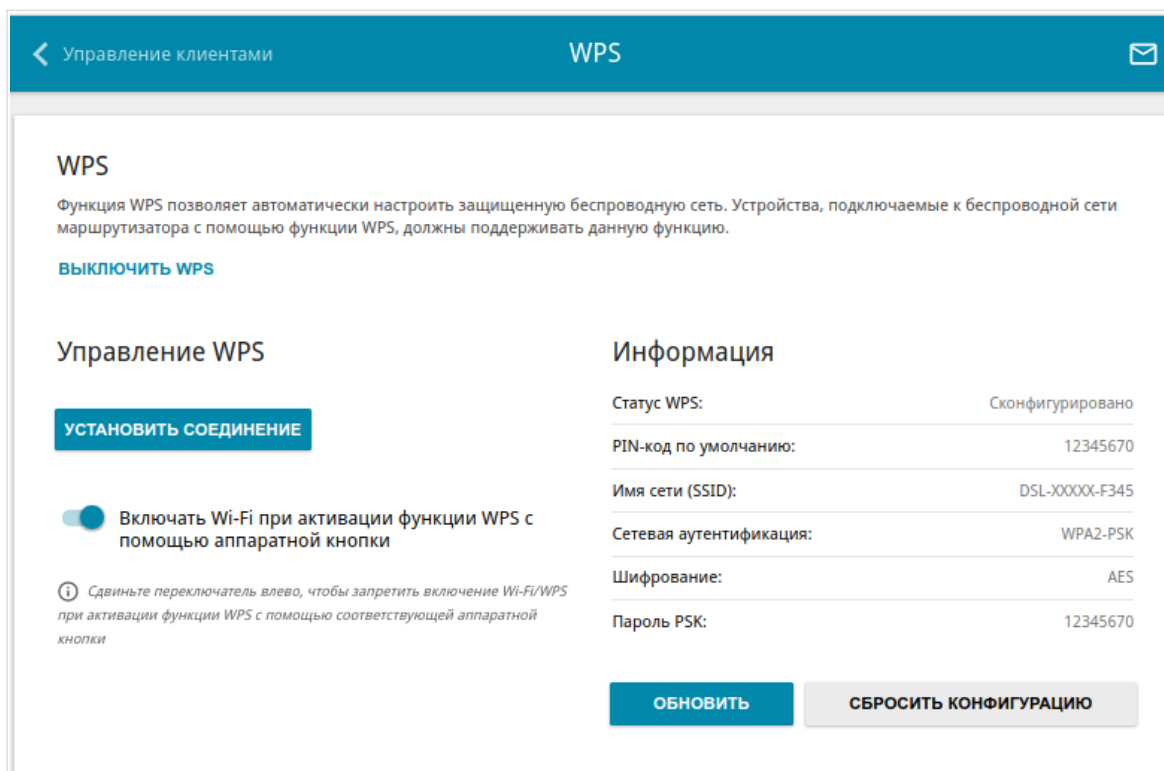 Управление клиентами
WPS
WPS
Функция WPS позволяет автоматически настроить защищенную беспроводную сеть. Устройства, подключаемые к беспроводной сети
маршрутизатора с помощью функции WPS, должны поддерживать данную функцию.
ВЫКЛЮЧИТЬ WPS
Управление WPS
УСТАНОВИТЬ СОЕДИНЕНИЕ
Включать Wi-Fi при активации функции WPS с
помощью аппаратной кнопки
Сдвиньте переключатель влево, чтобы запретить включение Wi-Fi/WPS
при активации функции WPS с помощью соответствующей аппаратной
кнопки
Информация
Статус WPS: Сконфигурировано
PIN-код по умолчанию: 12345670
Имя сети (SSID): DSL-XXXXX-F345
Сетевая аутентификация: WPA2-PSK
Шифрование: AES
Пароль PSK: 12345670
ОБНОВИТЬ
СБРОСИТЬ КОНФИГУРАЦИЮ